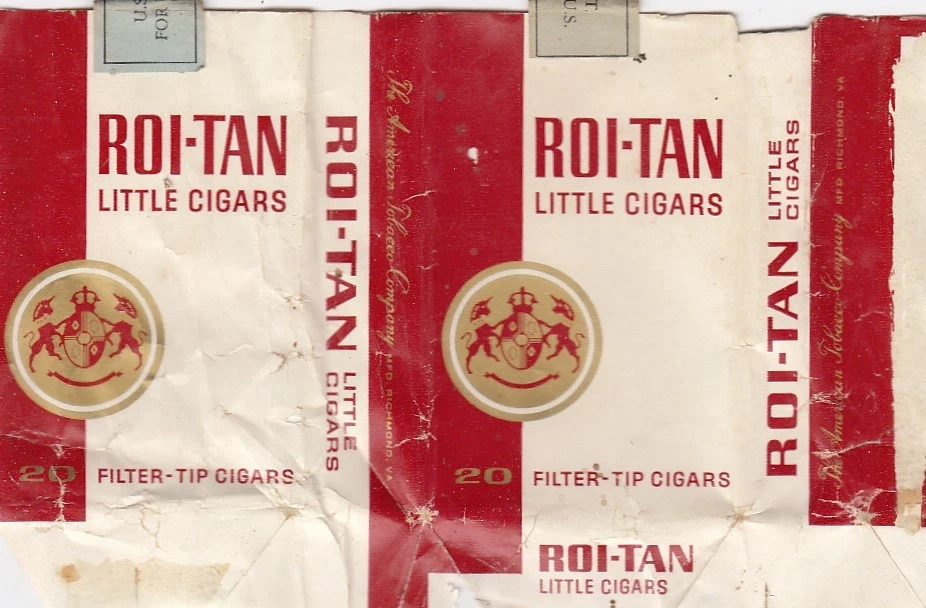 U.S.
FOR
ROI-TAN
LITTLE CIGARS
20
FILTER-TIP CIGARS
ROI-TAN LITTLE
CIGARS
The American Tobacco Company MFD RICHMOND, VA
U.S.
ROI-TAN
LITTLE CIGARS
20
FILTER-TIP CIGARS
ROI-TAN
LITTLE CIGARS
ROI-TAN LITTLE
CIGARS
The American Tobacco Company MFD RICHMOND, VA